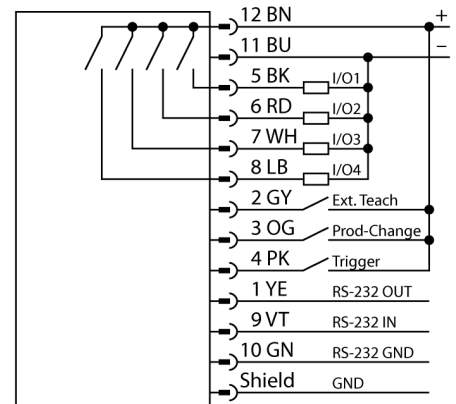 12 BN +
11 BU −
5 BK I/O1
6 RD I/O2
7 WH I/O3
8 LB I/O4
2 GY Ext. Teach
3 OG Prod-Change
4 PK Trigger
1 YE RS-232 OUT
9 VT RS-232 IN
10 GN RS-232 GND
Shield GND